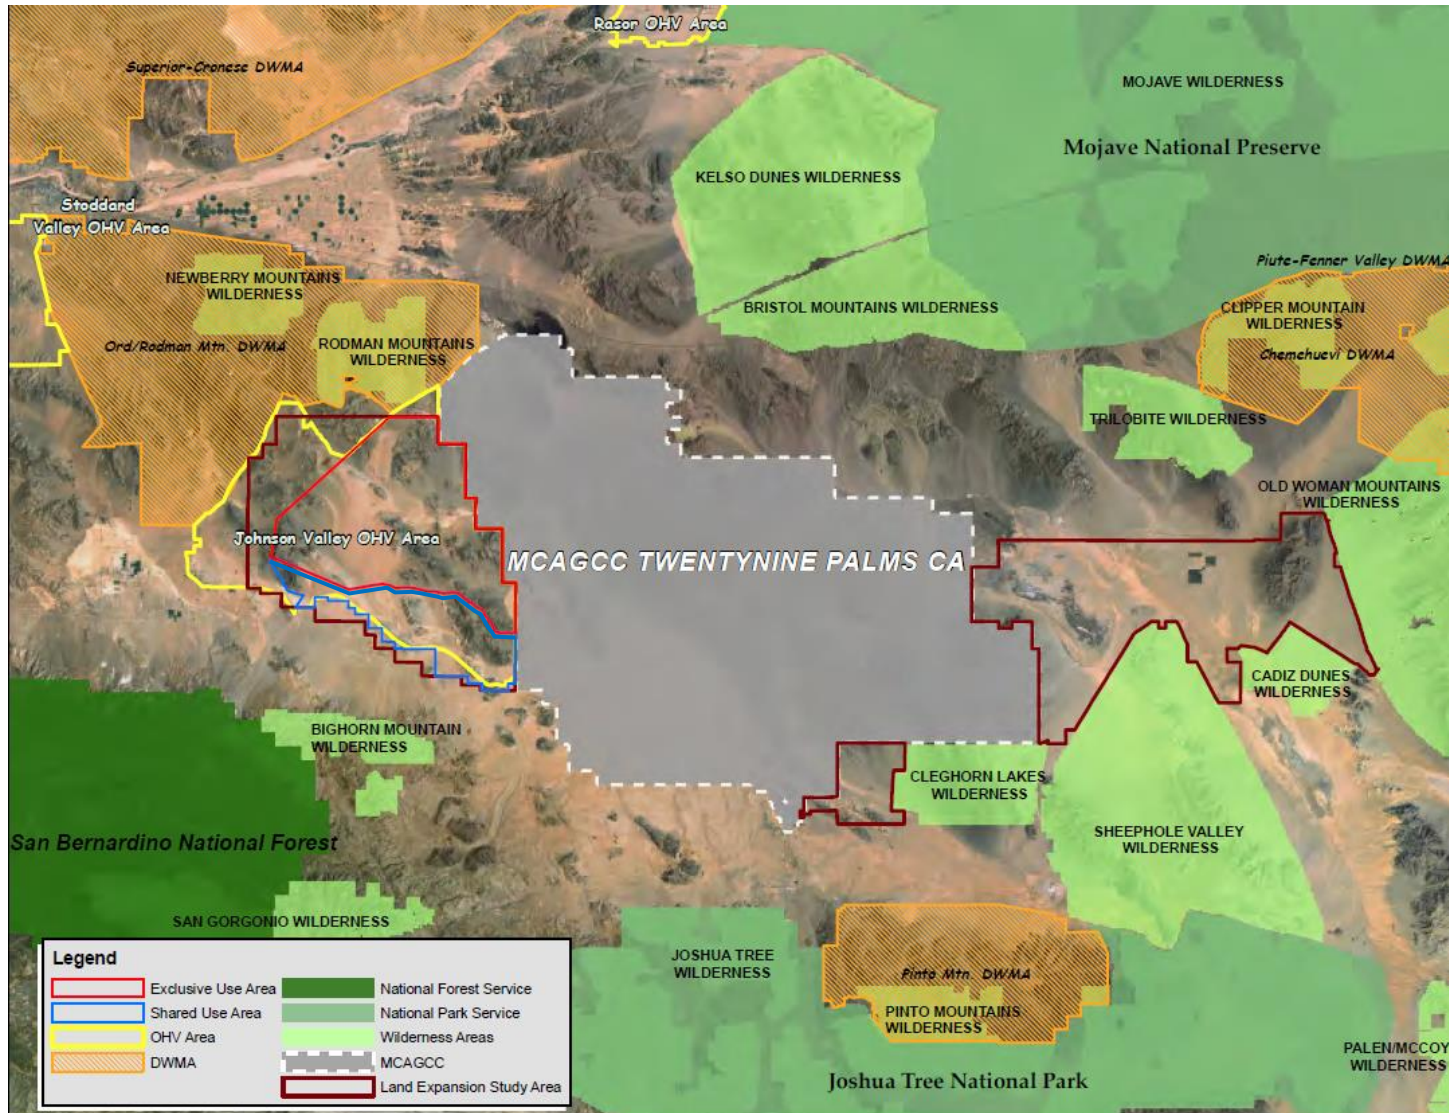 Rasor OHV Area
Superior-Cronese DWMA
MOJAVE WILDERNESS
Mojave National Preserve
KELSO DUNES WILDERNESS
Stoddard
Valley OHV Area
Piute-Fenner Valley DWMA
NEWBERRY MOUNTAINS
WILDERNESS
BRISTOL MOUNTAINS WILDERNESS
CLIPPER MOUNTAIN
WILDERNESS
Ord/Rodman Mtn. DWMA
RODMAN MOUNTAINS
WILDERNESS
Chemehuevi DWMA
TRILOBITE WILDERNESS
OLD WOMAN MOUNTAINS
WILDERNESS
Johnson Valley OHV Area
MCAGCC TWENTYNINE PALMS CA
CADIZ DUNES
WILDERNESS
BIGHORN MOUNTAIN
WILDERNESS
CLEGHORN LAKES
WILDERNESS
SHEEPHOLE VALLEY
WILDERNESS
San Bernardino National Forest
SAN GORGONIO WILDERNESS
JOSHUA TREE
WILDERNESS
Pinto Mtn. DWMA
PINTO MOUNTAINS
WILDERNESS
PALEN/MCCOY
WILDERNESS
Joshua Tree National Park
Legend
Exclusive Use Area
Shared Use Area
OHV Area
DWMA
National Forest Service
National Park Service
Wilderness Areas
MCAGCC
Land Expansion Study Area